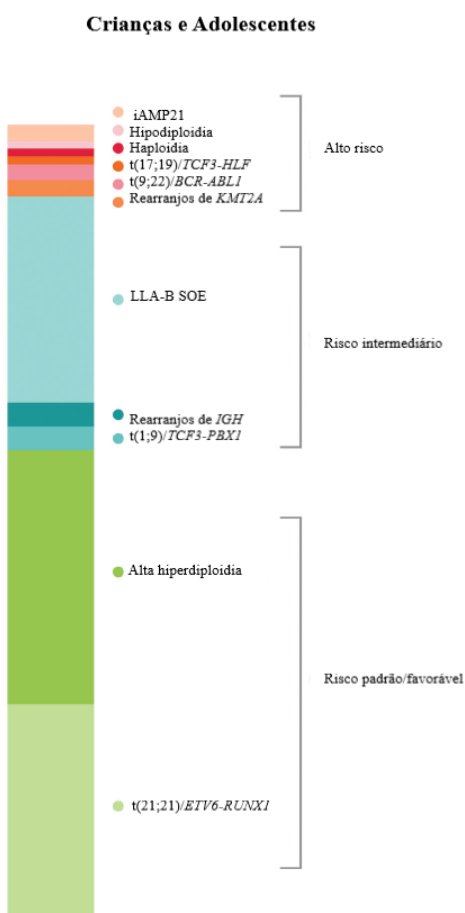 Crianças e Adolescentes
iAMP21
Hipodiploidia
Haploidia
t(17;19)/TCF3-HLF
t(9;22)/BCR-ABL1
Rearranjos de KMT2A
Alto risco
LLA-B SOE
Rearranjos de IGH
t(1;9)/TCF3-PBX1
Risco intermediário
Alta hiperdiploidia
t(21;21)/ETV6-RUNX1
Risco padrão/favorável